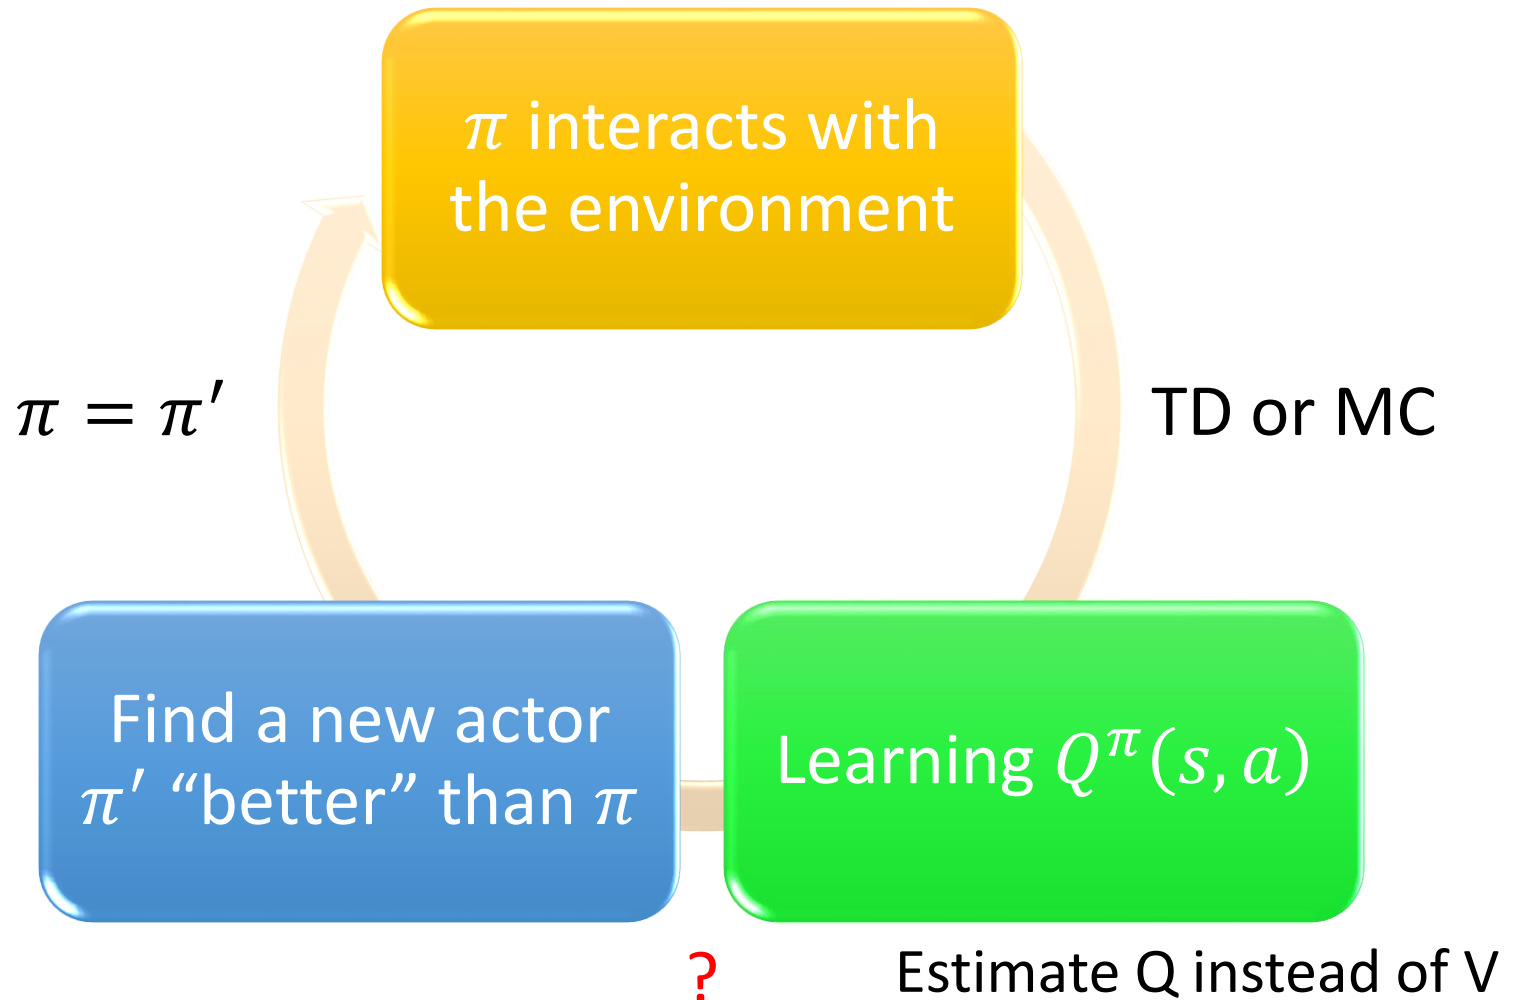 π interacts with
the environment
π = π′
TD or MC
Find a new actor
π′ “better” than π
Learning Q^π(s, a)
?
Estimate Q instead of V